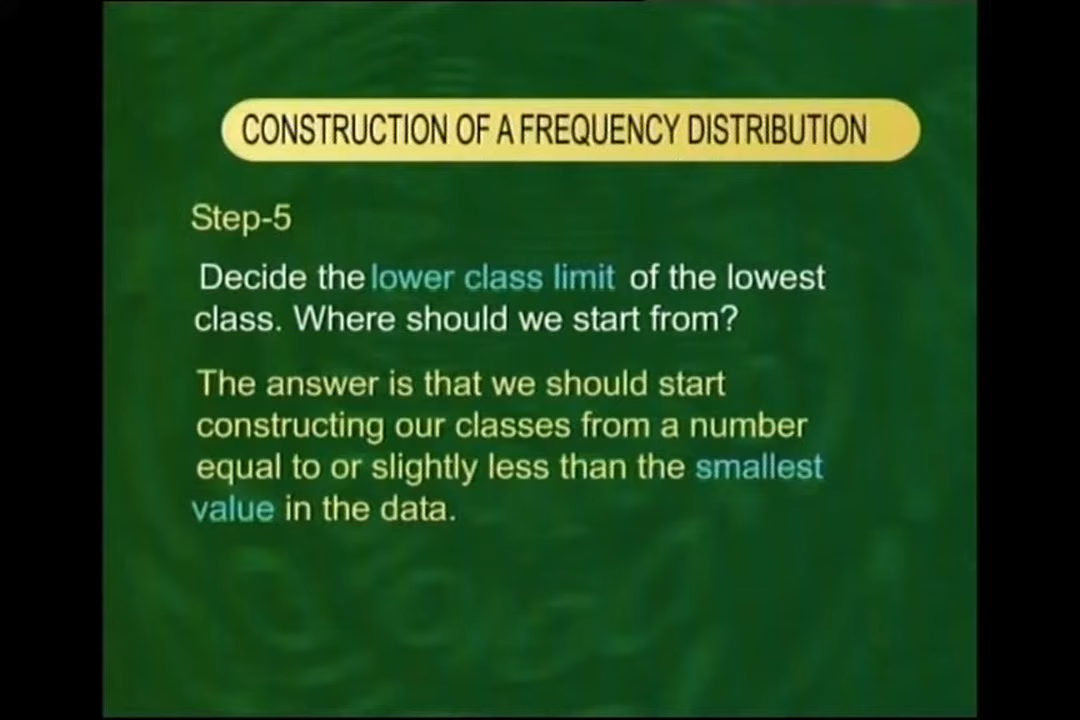 CONSTRUCTION OF A FREQUENCY DISTRIBUTION
Step-5
Decide the lower class limit of the lowest
class. Where should we start from?
The answer is that we should start
constructing our classes from a number
equal to or slightly less than the smallest
value in the data.